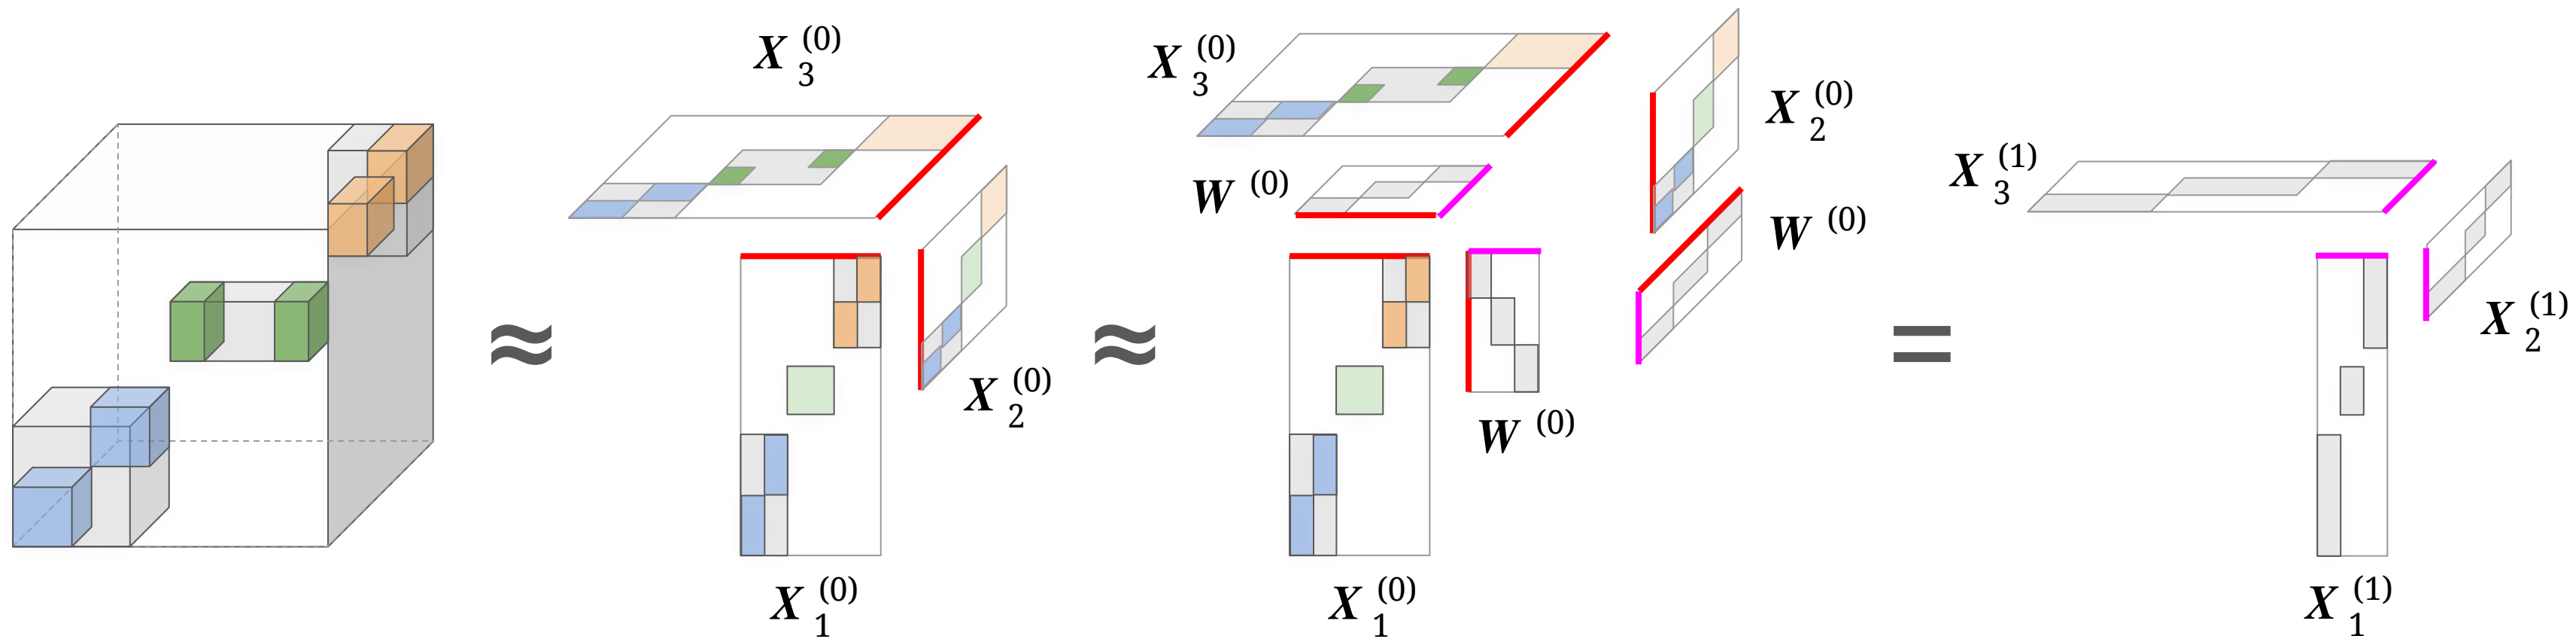 X 3 (0)
X 2 (0)
X 1 (0)
≈
≈
X 3 (0)
W (0)
X 2 (0)
W (0)
W (0)
X 1 (0)
=
X 3 (1)
X 2 (1)
X 1 (1)